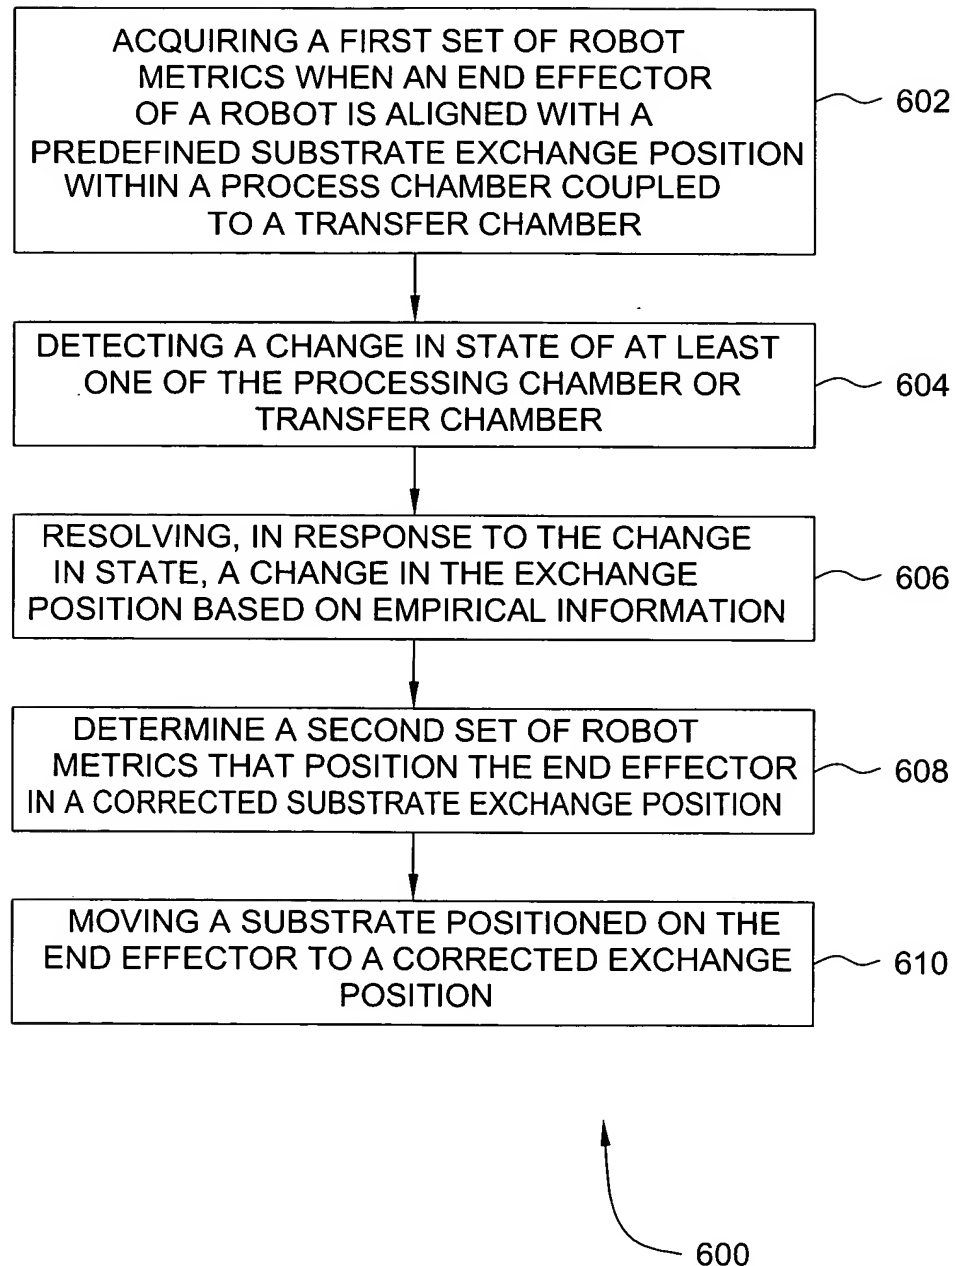 ACQUIRING A FIRST SET OF ROBOT
METRICS WHEN AN END EFFECTOR
OF A ROBOT IS ALIGNED WITH A
PREDEFINED SUBSTRATE EXCHANGE POSITION
WITHIN A PROCESS CHAMBER COUPLED
TO A TRANSFER CHAMBER
602
DETECTING A CHANGE IN STATE OF AT LEAST
ONE OF THE PROCESSING CHAMBER OR
TRANSFER CHAMBER
604
RESOLVING, IN RESPONSE TO THE CHANGE
IN STATE, A CHANGE IN THE EXCHANGE
POSITION BASED ON EMPIRICAL INFORMATION
606
DETERMINE A SECOND SET OF ROBOT
METRICS THAT POSITION THE END EFFECTOR
IN A CORRECTED SUBSTRATE EXCHANGE POSITION
608
MOVING A SUBSTRATE POSITIONED ON THE
END EFFECTOR TO A CORRECTED EXCHANGE
POSITION
610
600